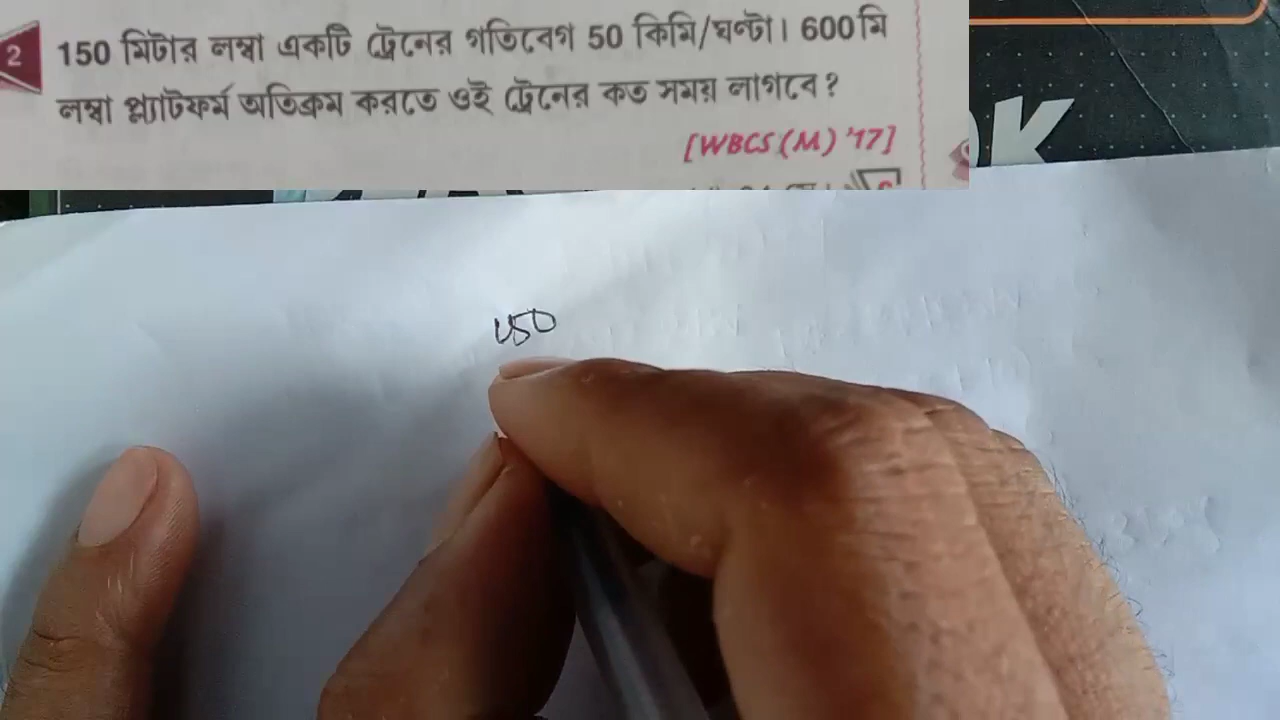 2 150 মিটার লম্বা একটি ট্রেনের গতিবেগ 50 কিমি/ঘন্টা। 600 মি
লম্বা প্ল্যাটফর্ম অতিক্রম করতে ওই ট্রেনের কত সময় লাগবে?
[WBCS (M) '17]
150